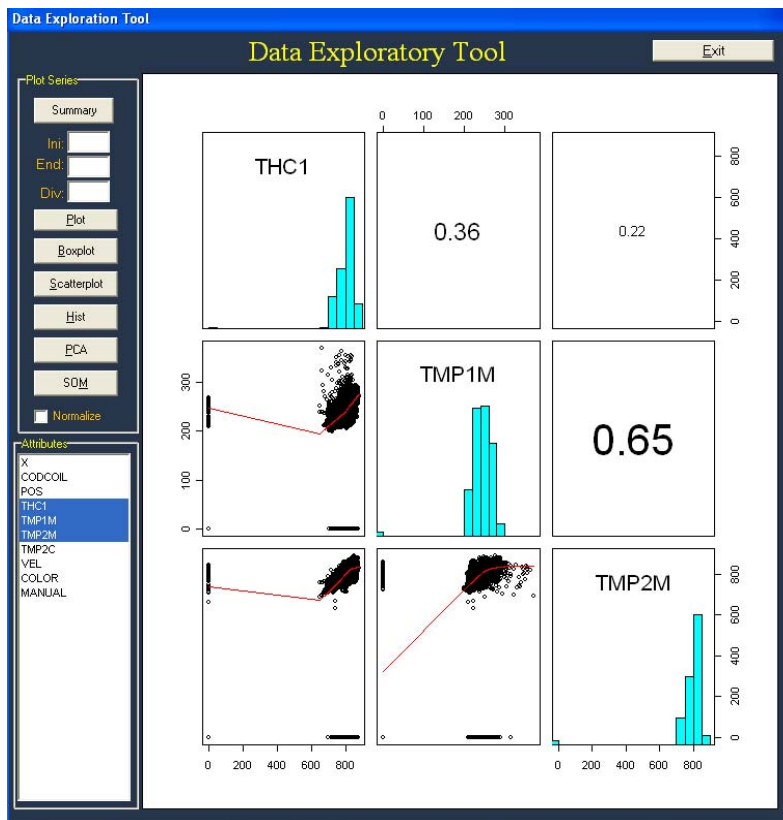 Data Exploration Tool
Data Exploratory Tool
Exit
Plot Series
Summary
Ini:
End:
Div:
Plot
Boxplot
Scatterplot
Hist
PCA
SOM
Normalize
Attributes
X
CODCOIL
POS
THC1
TMP1M
TMP2M
TMP2C
VEL
COLOR
MANUAL
0 100 200 300
THC1
0.36
0.22
800
600
400
200
0
300
200
100
0
TMP1M
0.65
TMP2M
800
600
400
200
0
0 200 400 600 800
0 200 400 600 800